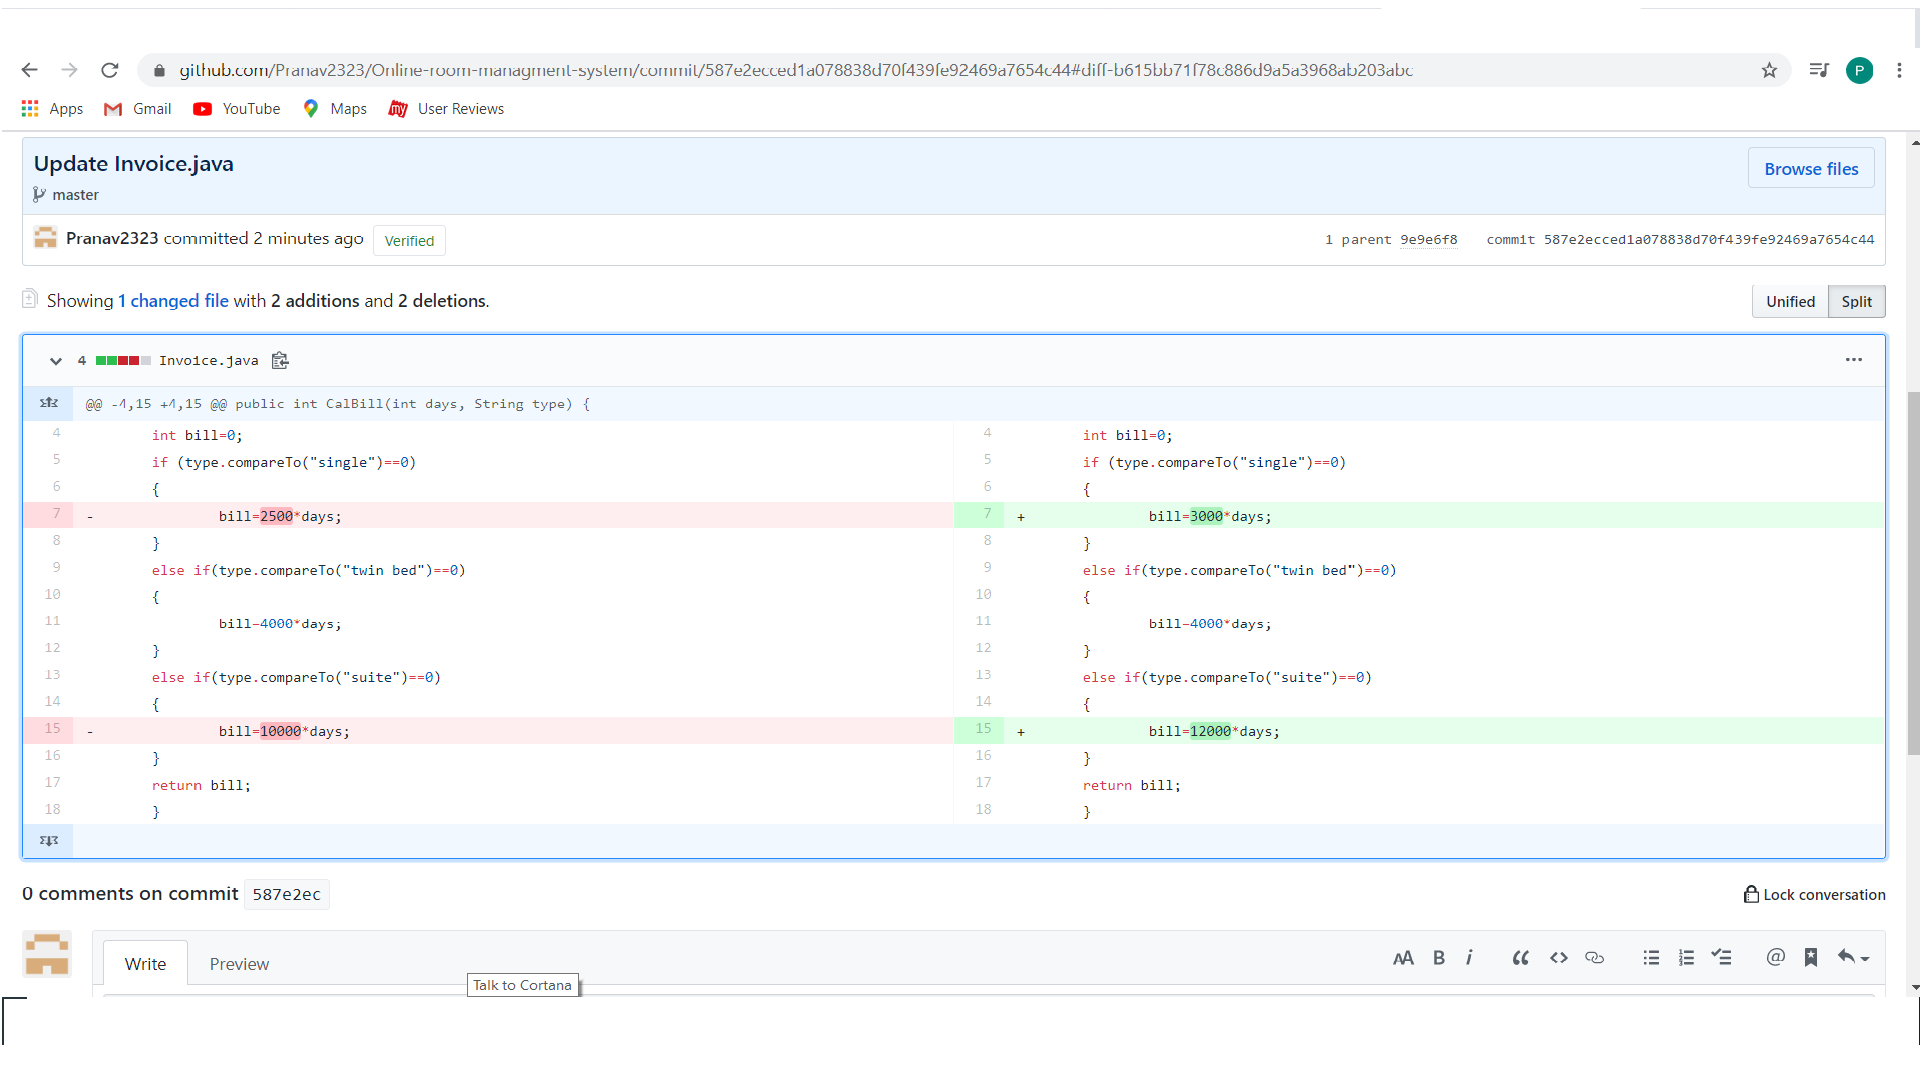 github.com/Pranav2323/Online-room-managment-system/commit/587e2ecced1a078838d70f439fe92469a7654c44#diff-b615bb71f78c886d9a5a3968ab203abc
P
Apps Gmail YouTube Maps my User Reviews
Update Invoice.java
Browse files
master
Pranav2323 committed 2 minutes ago Verified
1 parent 9e9e6f8 commit 587e2ecced1a078838d70f439fe92469a7654c44
Showing 1 changed file with 2 additions and 2 deletions.
Unified Split
4 Invoice.java
@@ -4,15 +4,15 @@ public int CalBill(int days, String type) {
4 int bill=0; 4 int bill=0;
5 if (type.compareTo("single")==0) 5 if (type.compareTo("single")==0)
6 { 6 {
7 - bill=2500*days; 7 + bill=3000*days;
8 } 8 }
9 else if(type.compareTo("twin bed")==0) 9 else if(type.compareTo("twin bed")==0)
10 { 10 {
11 bill=4000*days; 11 bill=4000*days;
12 } 12 }
13 else if(type.compareTo("suite")==0) 13 else if(type.compareTo("suite")==0)
14 { 14 {
15 - bill=10000*days; 15 + bill=12000*days;
16 } 16 }
17 return bill; 17 return bill;
18 } 18 }
0 comments on commit 587e2ec
Lock conversation
Write Preview
AA B i @
Talk to Cortana